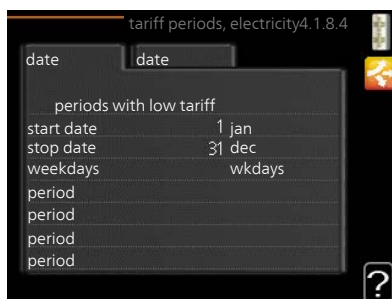 tariff periods, electricity4.1.8.4
date date
periods with low tariff
start date 1 jan
stop date 31 dec
weekdays wkdays
period
period
period
period
?